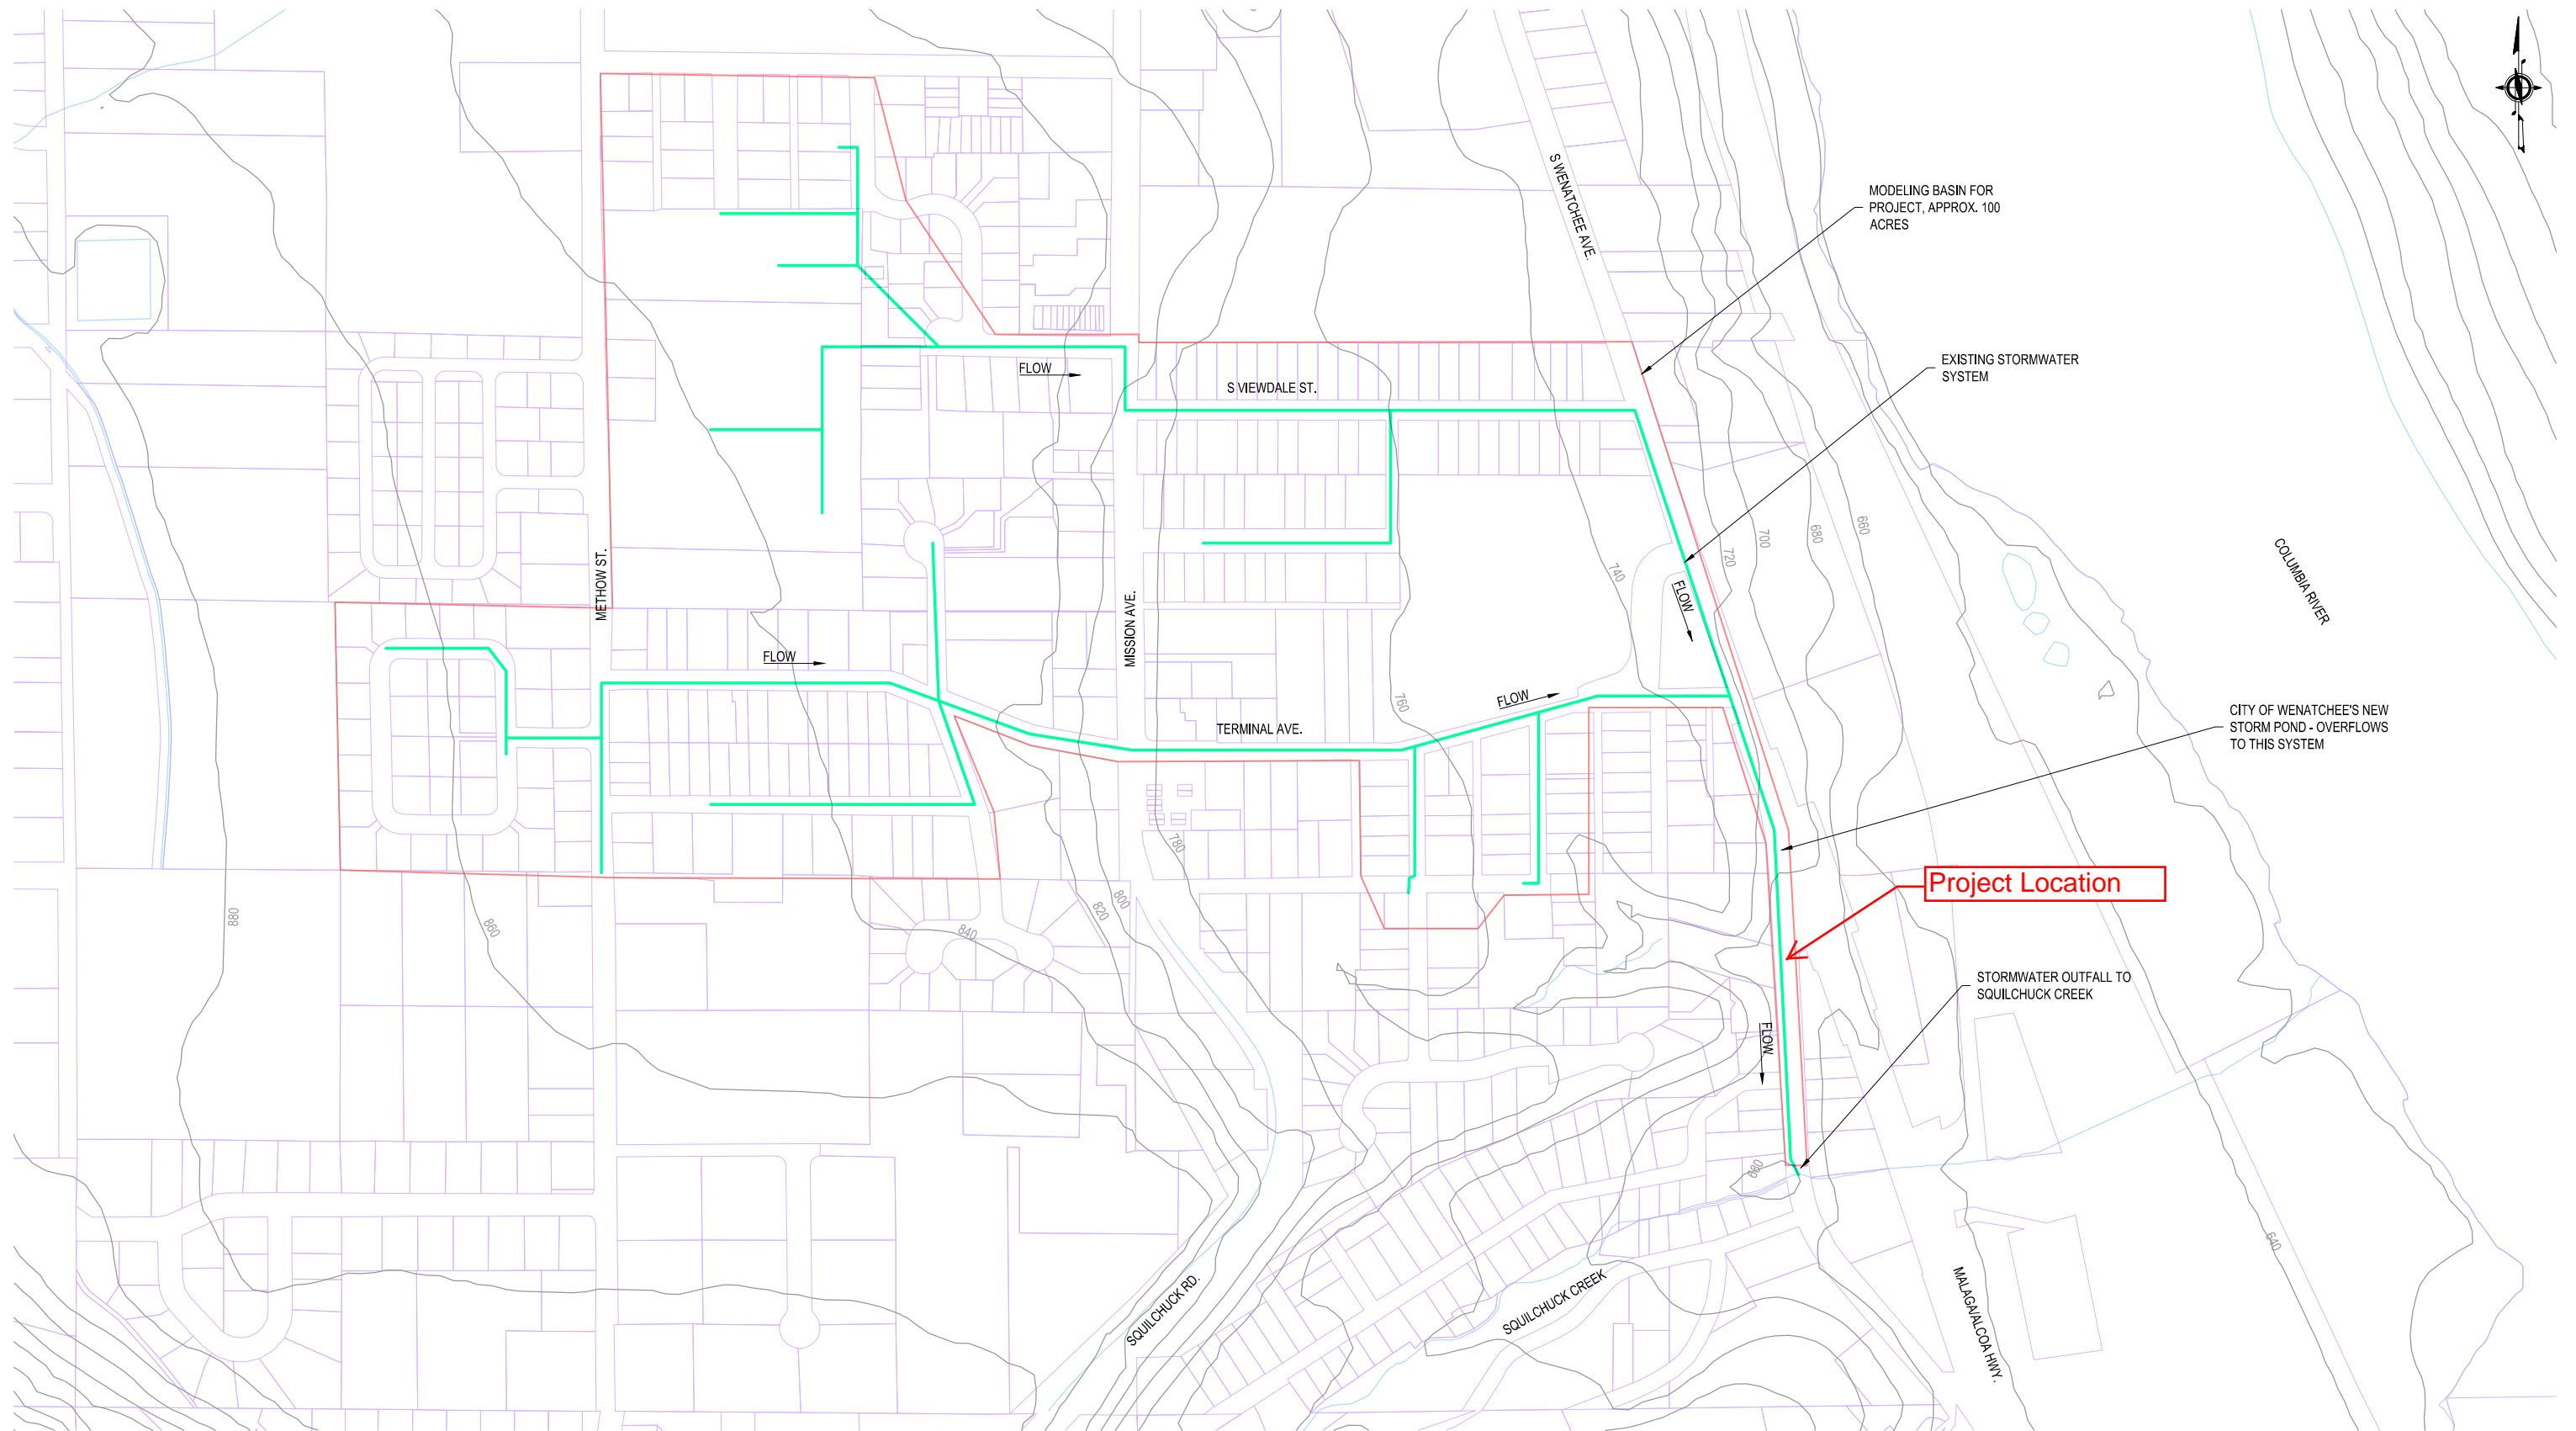 S WENATCHEE AVE.
MODELING BASIN FOR
PROJECT, APPROX. 100
ACRES
EXISTING STORMWATER
SYSTEM
FLOW
S VIEWDALE ST.
METHOW ST.
MISSION AVE.
740
720
700
680
660
COLUMBIA RIVER
FLOW
FLOW
FLOW
760
TERMINAL AVE.
CITY OF WENATCHEE'S NEW
STORM POND - OVERFLOWS
TO THIS SYSTEM
780
Project Location
880
860
840
820
800
STORMWATER OUTFALL TO
SQUILCHUCK CREEK
FLOW
680
640
SQUILCHUCK RD.
SQUILCHUCK CREEK
MALAGA/ALCOA HWY.